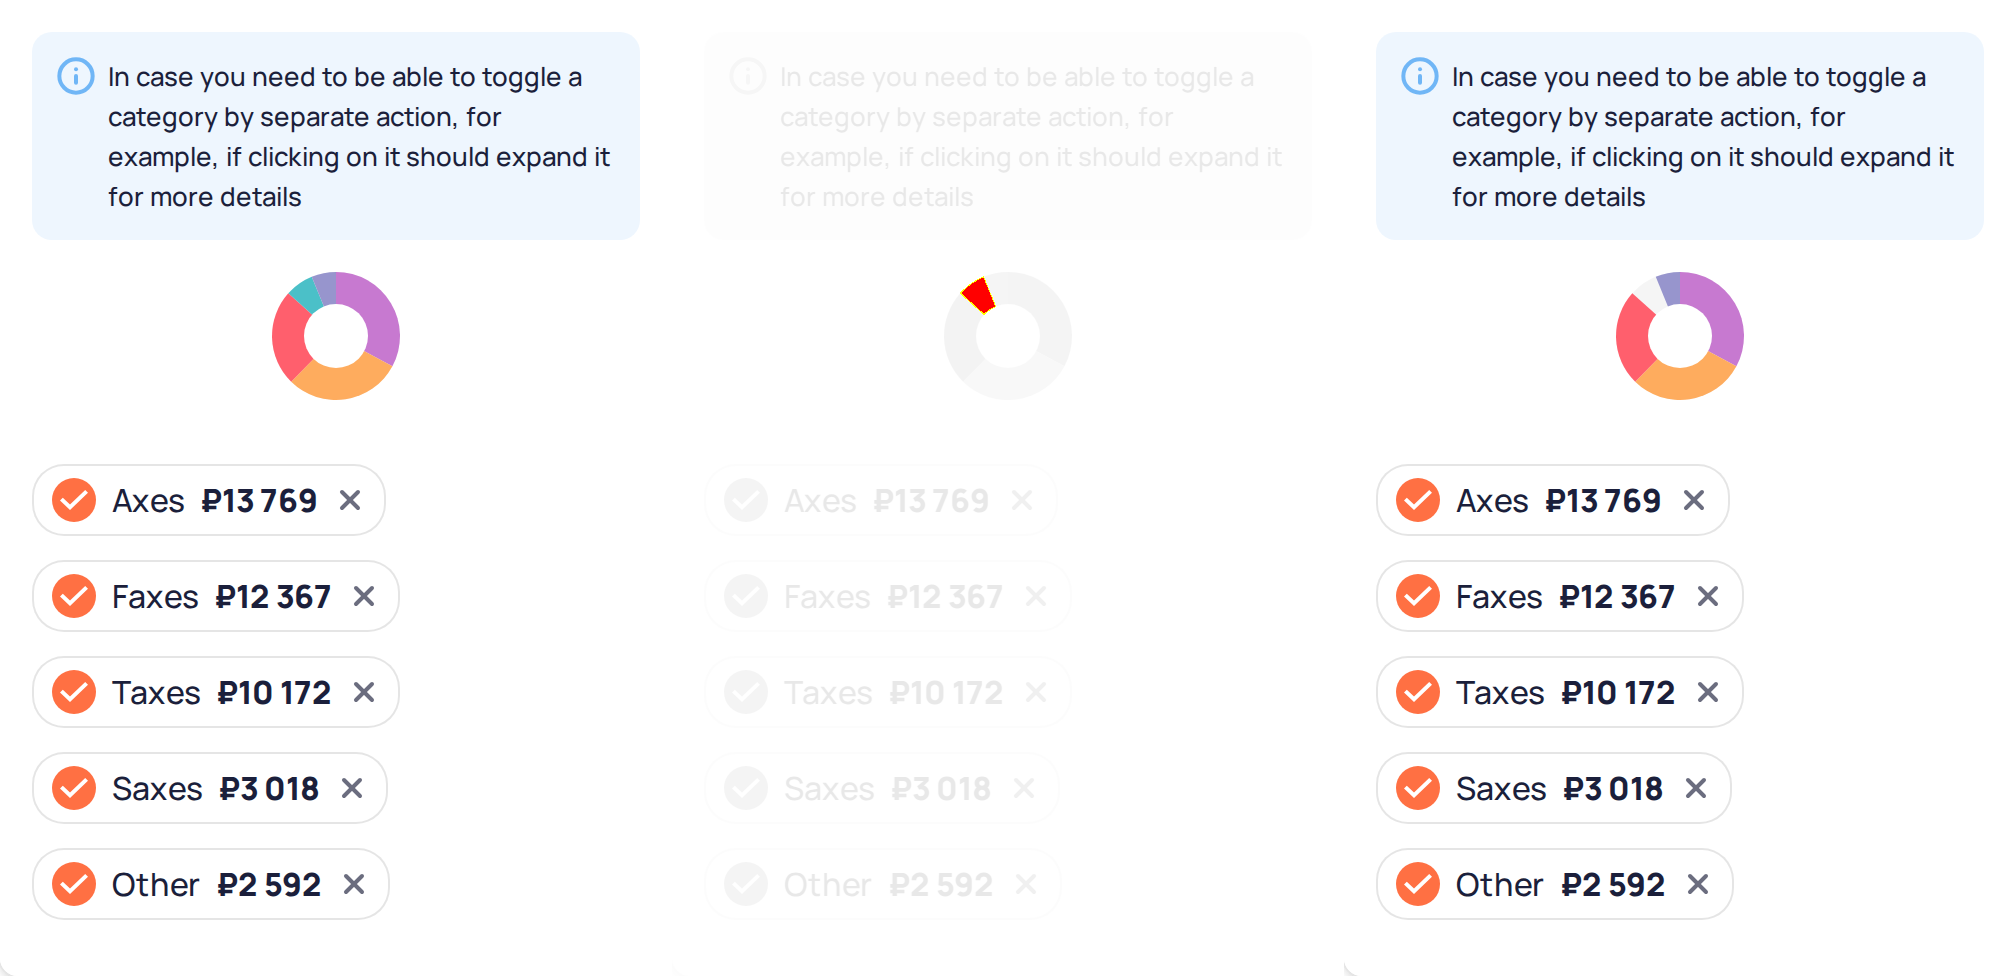 In case you need to be able to toggle a
category by separate action, for
example, if clicking on it should expand it
for more details
Axes ₽13 769
Faxes ₽12 367
Taxes ₽10 172
Saxes ₽3 018
Other ₽2 592
In case you need to be able to toggle a
category by separate action, for
example, if clicking on it should expand it
for more details
Axes ₽13 769
Faxes ₽12 367
Taxes ₽10 172
Saxes ₽3 018
Other ₽2 592
In case you need to be able to toggle a
category by separate action, for
example, if clicking on it should expand it
for more details
Axes ₽13 769
Faxes ₽12 367
Taxes ₽10 172
Saxes ₽3 018
Other ₽2 592